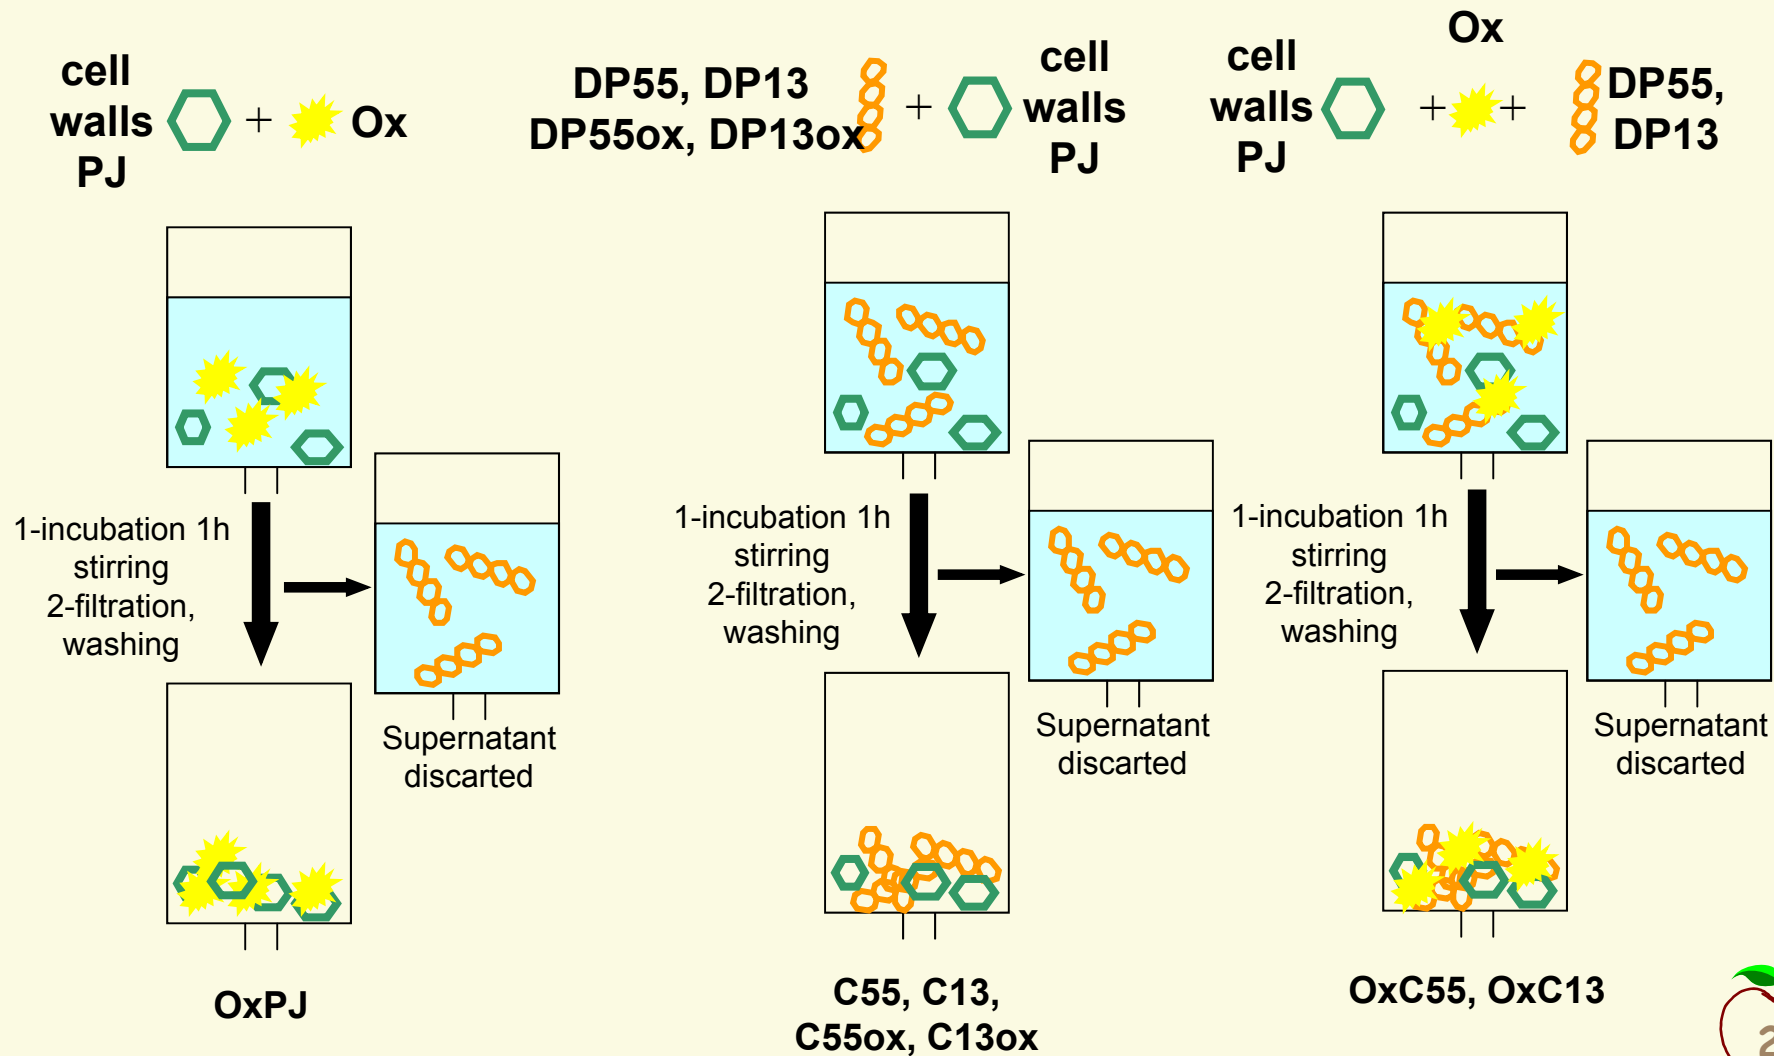 cell
walls
PJ
+
Ox
DP55, DP13
DP55ox, DP13ox
+
cell
walls
PJ
cell
walls
PJ
+
Ox
+
DP55,
DP13
1-incubation 1h
stirring
2-filtration,
washing
Supernatant
discarted
OxPJ
1-incubation 1h
stirring
2-filtration,
washing
Supernatant
discarted
C55, C13,
C55ox, C13ox
1-incubation 1h
stirring
2-filtration,
washing
Supernatant
discarted
OxC55, OxC13